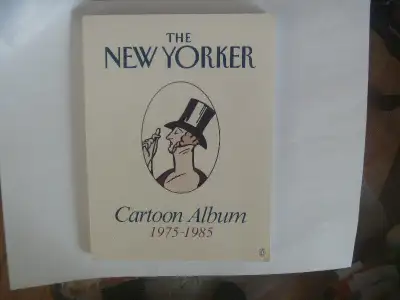 THE
NEW YORKER
Cartoon Album
1975-1985